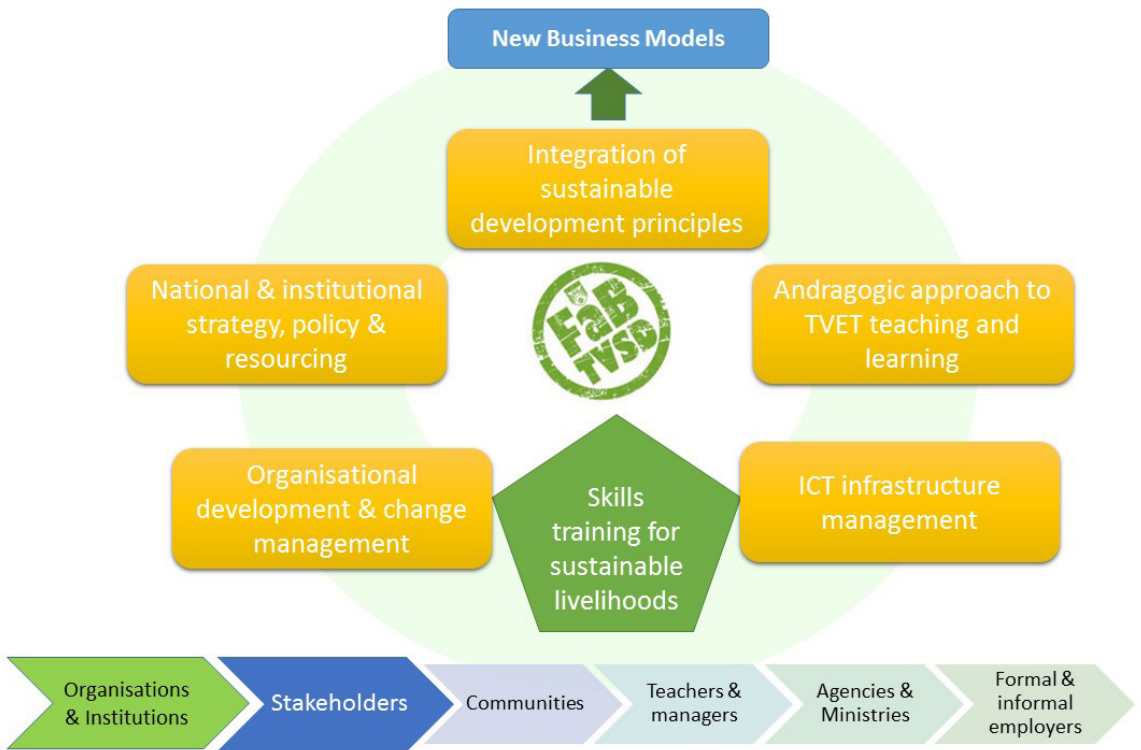 New Business Models
Integration of
sustainable
development principles
National & institutional
strategy, policy &
resourcing
FaB
TVSD
Andragogic approach to
TVET teaching and
learning
Organisational
development & change
management
Skills
training for
sustainable
livelihoods
ICT infrastructure
management
Organisations
& Institutions
Stakeholders
Communities
Teachers &
managers
Agencies &
Ministries
Formal &
informal
employers